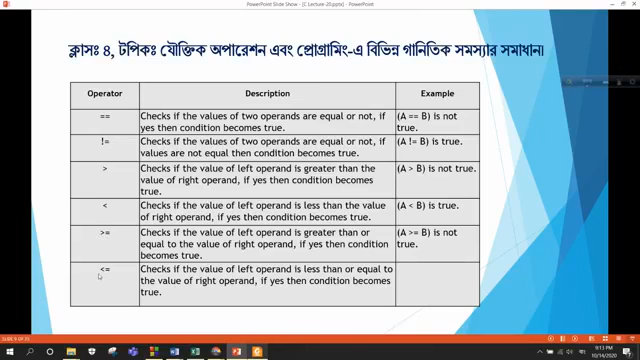 PowerPoint Slide Show - [C Lecture-20.pptx] - PowerPoint
ক্লাসঃ ৪, টপিকঃ যৌক্তিক অপারেশন এবং প্রোগ্রামিং-এ বিভিন্ন গানিতিক সমস্যার সমাধান।
Operator Description Example
== Checks if the values of two operands are equal or not, if (A == B) is not
yes then condition becomes true. true.
!= Checks if the values of two operands are equal or not, if (A != B) is true.
values are not equal then condition becomes true.
> Checks if the value of left operand is greater than the (A > B) is not true.
value of right operand, if yes then condition becomes
true.
< Checks if the value of left operand is less than the value (A < B) is true.
of right operand, if yes then condition becomes true.
>= Checks if the value of left operand is greater than or (A >= B) is not
equal to the value of right operand, if yes then condition true.
becomes true.
<= Checks if the value of left operand is less than or equal to
the value of right operand, if yes then condition becomes
true.
9:13 PM
10/14/2020